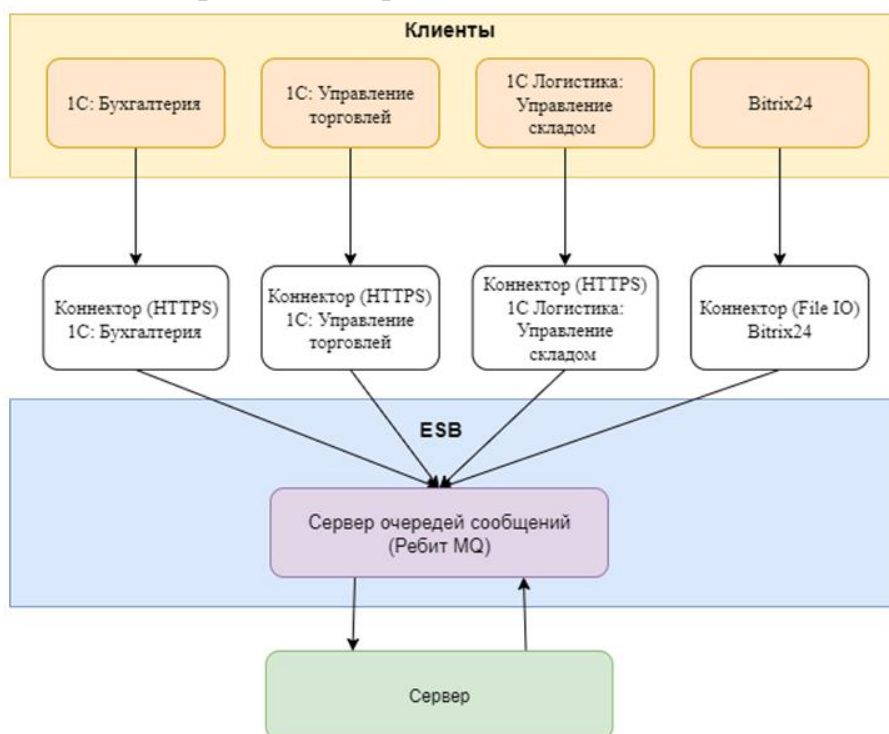 Клиенты
1С: Бухгалтерия
1С: Управление
торговлей
1С Логистика:
Управление
складом
Bitrix24
Коннектор (HTTPS)
1С: Бухгалтерия
Коннектор (HTTPS)
1С: Управление
торговлей
Коннектор (HTTPS)
1С Логистика:
Управление
складом
Коннектор (File IO)
Bitrix24
ESB
Сервер очередей сообщений
(Ребит MQ)
Сервер